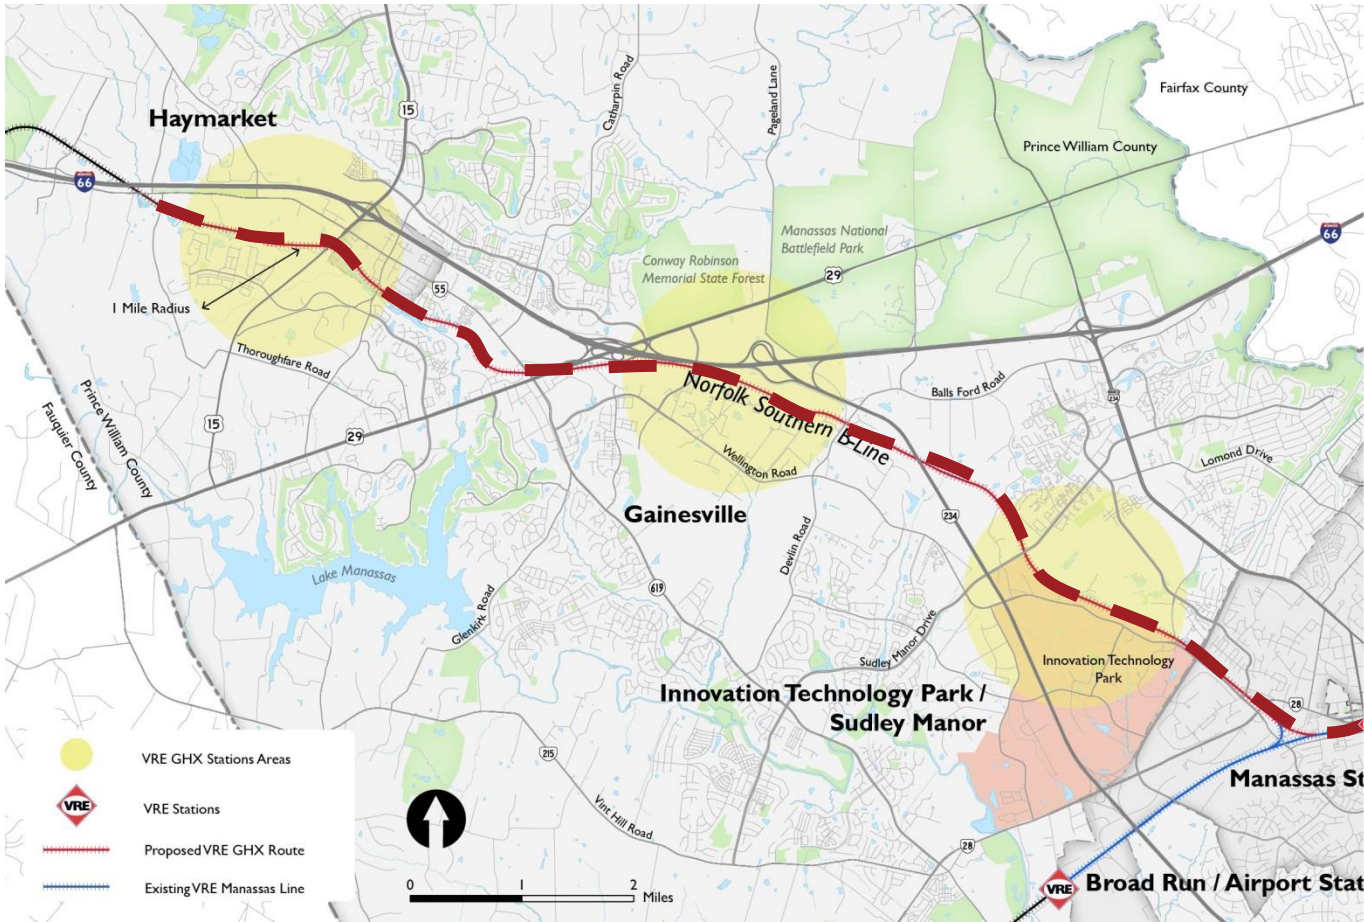 Haymarket
15
Catharpin Road
Pageland Lane
Fairfax County
Prince William County
66
66
Manassas National
Battlefield Park
Conway Robinson
Memorial State Forest
29
55
1 Mile Radius
Thoroughfare Road
Prince William County
Fauquier County
15
29
Norfolk Southern B-Line
Balls Ford Road
234
Lomond Drive
Wellington Road
Gainesville
234
Devlin Road
Lake Manassas
619
Glenkirk Road
Sudley Manor Drive
Innovation Technology
Park
Innovation Technology Park /
Sudley Manor
28
215
Vint Hill Road
Manassas St
28
VRE
Broad Run / Airport Stat
VRE GHX Stations Areas
VRE
VRE Stations
Proposed VRE GHX Route
Existing VRE Manassas Line
0 1 2
Miles